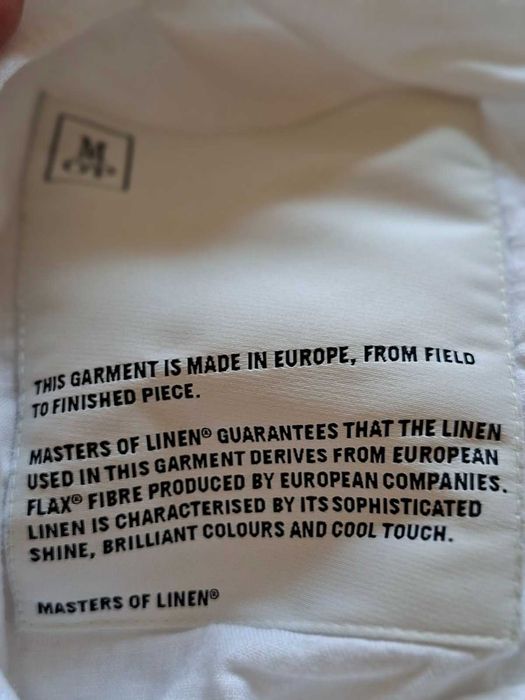 M
THIS GARMENT IS MADE IN EUROPE, FROM FIELD
TO FINISHED PIECE.
MASTERS OF LINEN® GUARANTEES THAT THE LINEN
USED IN THIS GARMENT DERIVES FROM EUROPEAN
FLAX® FIBRE PRODUCED BY EUROPEAN COMPANIES.
LINEN IS CHARACTERISED BY ITS SOPHISTICATED
SHINE, BRILLIANT COLOURS AND COOL TOUCH.
MASTERS OF LINEN®